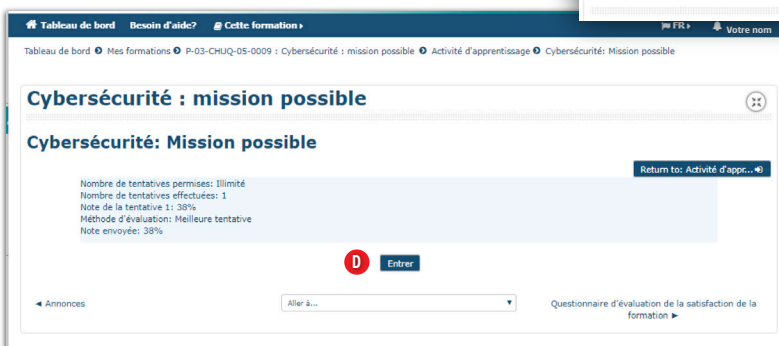 Tableau de bord Besoin d'aide? Cette formation FR Votre nom
Tableau de bord Mes formations P-03-CHUQ-05-0009 : Cybersécurité : mission possible Activité d'apprentissage Cybersécurité: Mission possible
Cybersécurité : mission possible
Cybersécurité: Mission possible
Return to: Activité d'appr...
Nombre de tentatives permises: Illimité
Nombre de tentatives effectuées: 1
Note de la tentative 1: 38%
Méthode d'évaluation: Meilleure tentative
Note envoyée: 38%
D Entrer
◄ Annonces Aller à... Questionnaire d'évaluation de la satisfaction de la
formation ►